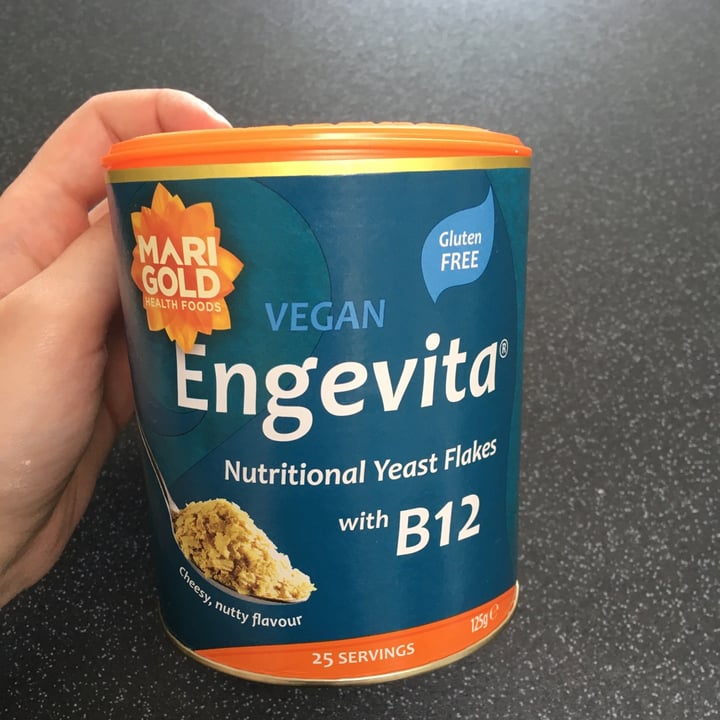 MARI
GOLD
HEALTH FOODS
Gluten
FREE
VEGAN
Engevita®
Nutritional Yeast Flakes
with B12
Cheesy, nutty flavour
125g ℮
25 SERVINGS